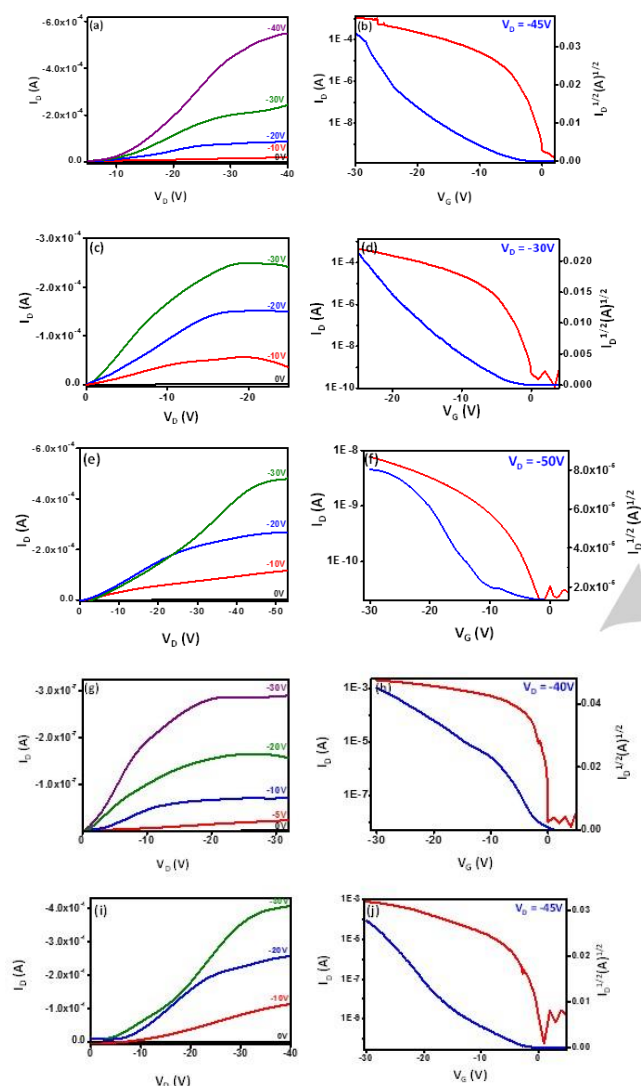 (a)
-6.0x10⁻⁴
-4.0x10⁻⁴
-2.0x10⁻⁴
0.0
-40V
-30V
-20V
-10V
0V
-10 -20 -30 -40
I_D (A)
V_D (V)
(b)
V_D = -45V
1E-4
1E-6
1E-8
0.03
0.02
0.01
0.00
-30 -20 -10 0
I_D (A)
I_D^1/2(A)^1/2
V_G (V)
(c)
-3.0x10⁻⁴
-2.0x10⁻⁴
-1.0x10⁻⁴
0.0
-30V
-20V
-10V
0V
0 -10 -20
I_D (A)
V_D (V)
(d)
V_D = -30V
1E-4
1E-6
1E-8
1E-10
0.020
0.015
0.010
0.005
0.000
-20 -10 0
I_D (A)
I_D^1/2(A)^1/2
V_G (V)
(e)
-6.0x10⁻⁴
-4.0x10⁻⁴
-2.0x10⁻⁴
0.0
-30V
-20V
-10V
0V
0 -10 -20 -30 -40 -50
I_D (A)
V_D (V)
(f)
V_D = -50V
1E-8
1E-9
1E-10
8.0x10⁻⁶
6.0x10⁻⁶
4.0x10⁻⁶
2.0x10⁻⁶
-30 -20 -10 0
I_D (A)
I_D^1/2(A)^1/2
V_G (V)
(g)
-3.0x10⁻⁷
-2.0x10⁻⁷
-1.0x10⁻⁷
-30V
-20V
-10V
-5V
0V
0 -10 -20 -30
I_D (A)
V_D (V)
(h)
V_D = -40V
1E-3
1E-5
1E-7
0.04
0.02
0.00
-30 -20 -10 0
I_D (A)
I_D^1/2(A)^1/2
V_G (V)
(i)
-4.0x10⁻⁴
-3.0x10⁻⁴
-2.0x10⁻⁴
-1.0x10⁻⁴
0.0
-30V
-20V
-10V
0V
0 -10 -20 -30 -40
I_D (A)
V_D (V)
(j)
V_D = -45V
1E-3
1E-5
1E-7
1E-9
0.03
0.02
0.01
0.00
-30 -20 -10 0
I_D (A)
I_D^1/2(A)^1/2
V_G (V)